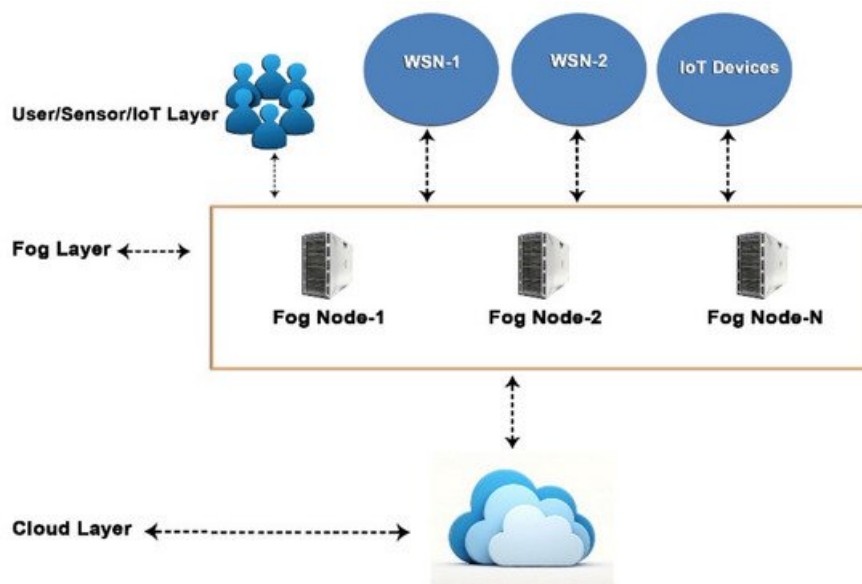 WSN-1
WSN-2
IoT Devices
User/Sensor/IoT Layer
Fog Layer
Fog Node-1
Fog Node-2
Fog Node-N
Cloud Layer